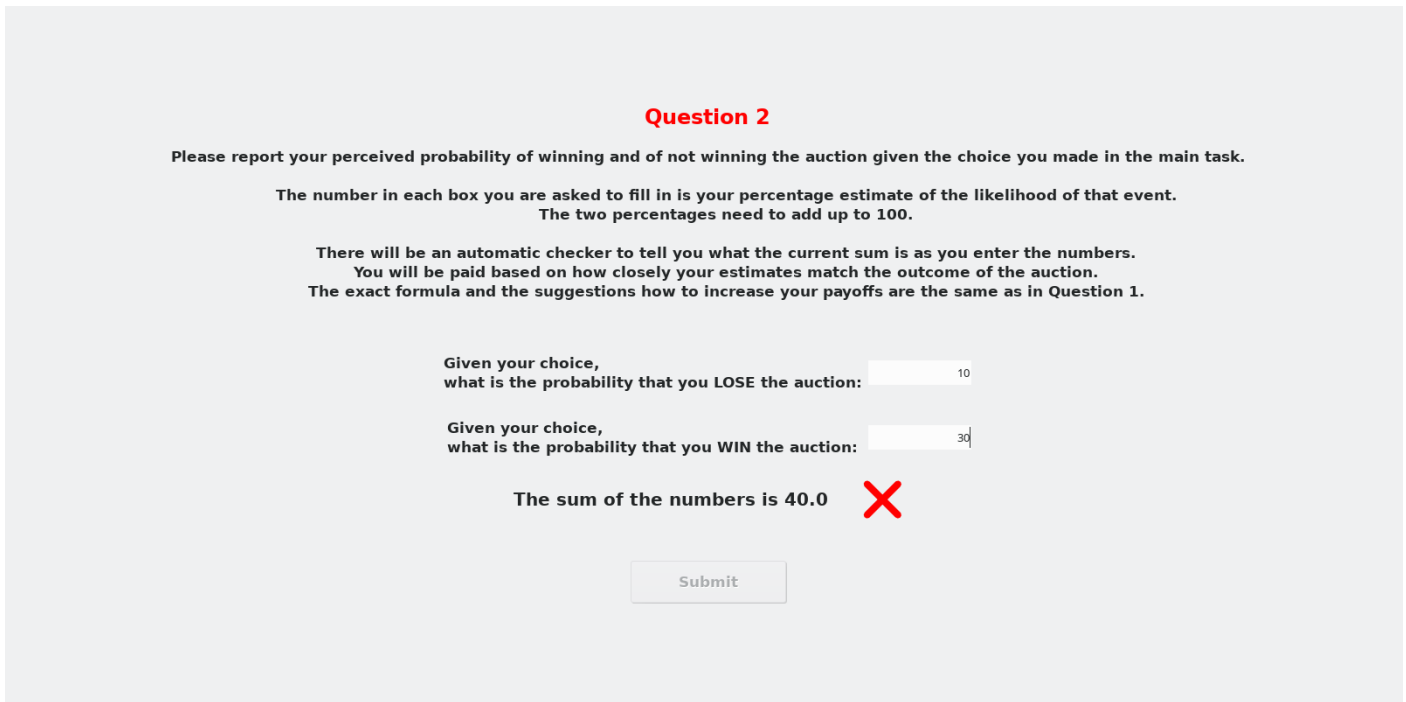 Question 2
Please report your perceived probability of winning and of not winning the auction given the choice you made in the main task.
The number in each box you are asked to fill in is your percentage estimate of the likelihood of that event.
The two percentages need to add up to 100.
There will be an automatic checker to tell you what the current sum is as you enter the numbers.
You will be paid based on how closely your estimates match the outcome of the auction.
The exact formula and the suggestions how to increase your payoffs are the same as in Question 1.
Given your choice,
what is the probability that you LOSE the auction: 10
Given your choice,
what is the probability that you WIN the auction: 30
The sum of the numbers is 40.0
Submit